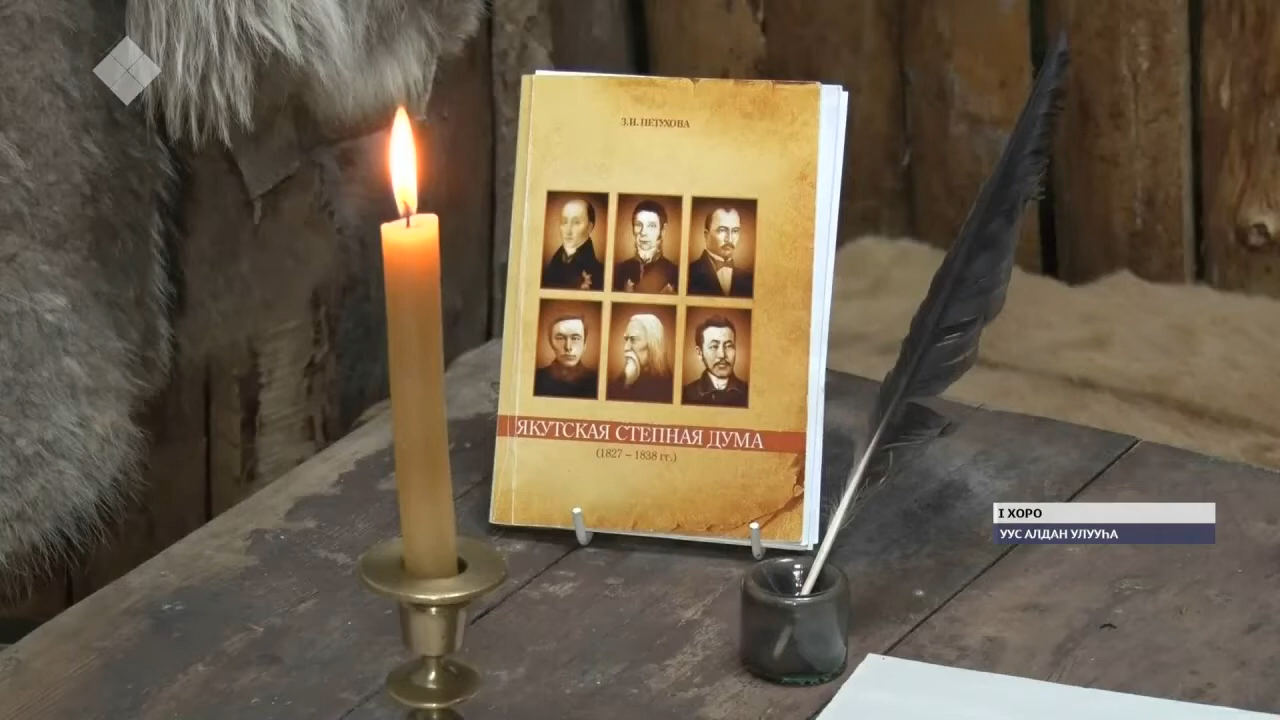 З.И. ПЕТУХОВА
ЯКУТСКАЯ СТЕПНАЯ ДУМА
(1827 – 1838 гг.)
I ХОРО
УУС АЛДАН УЛУУҺА